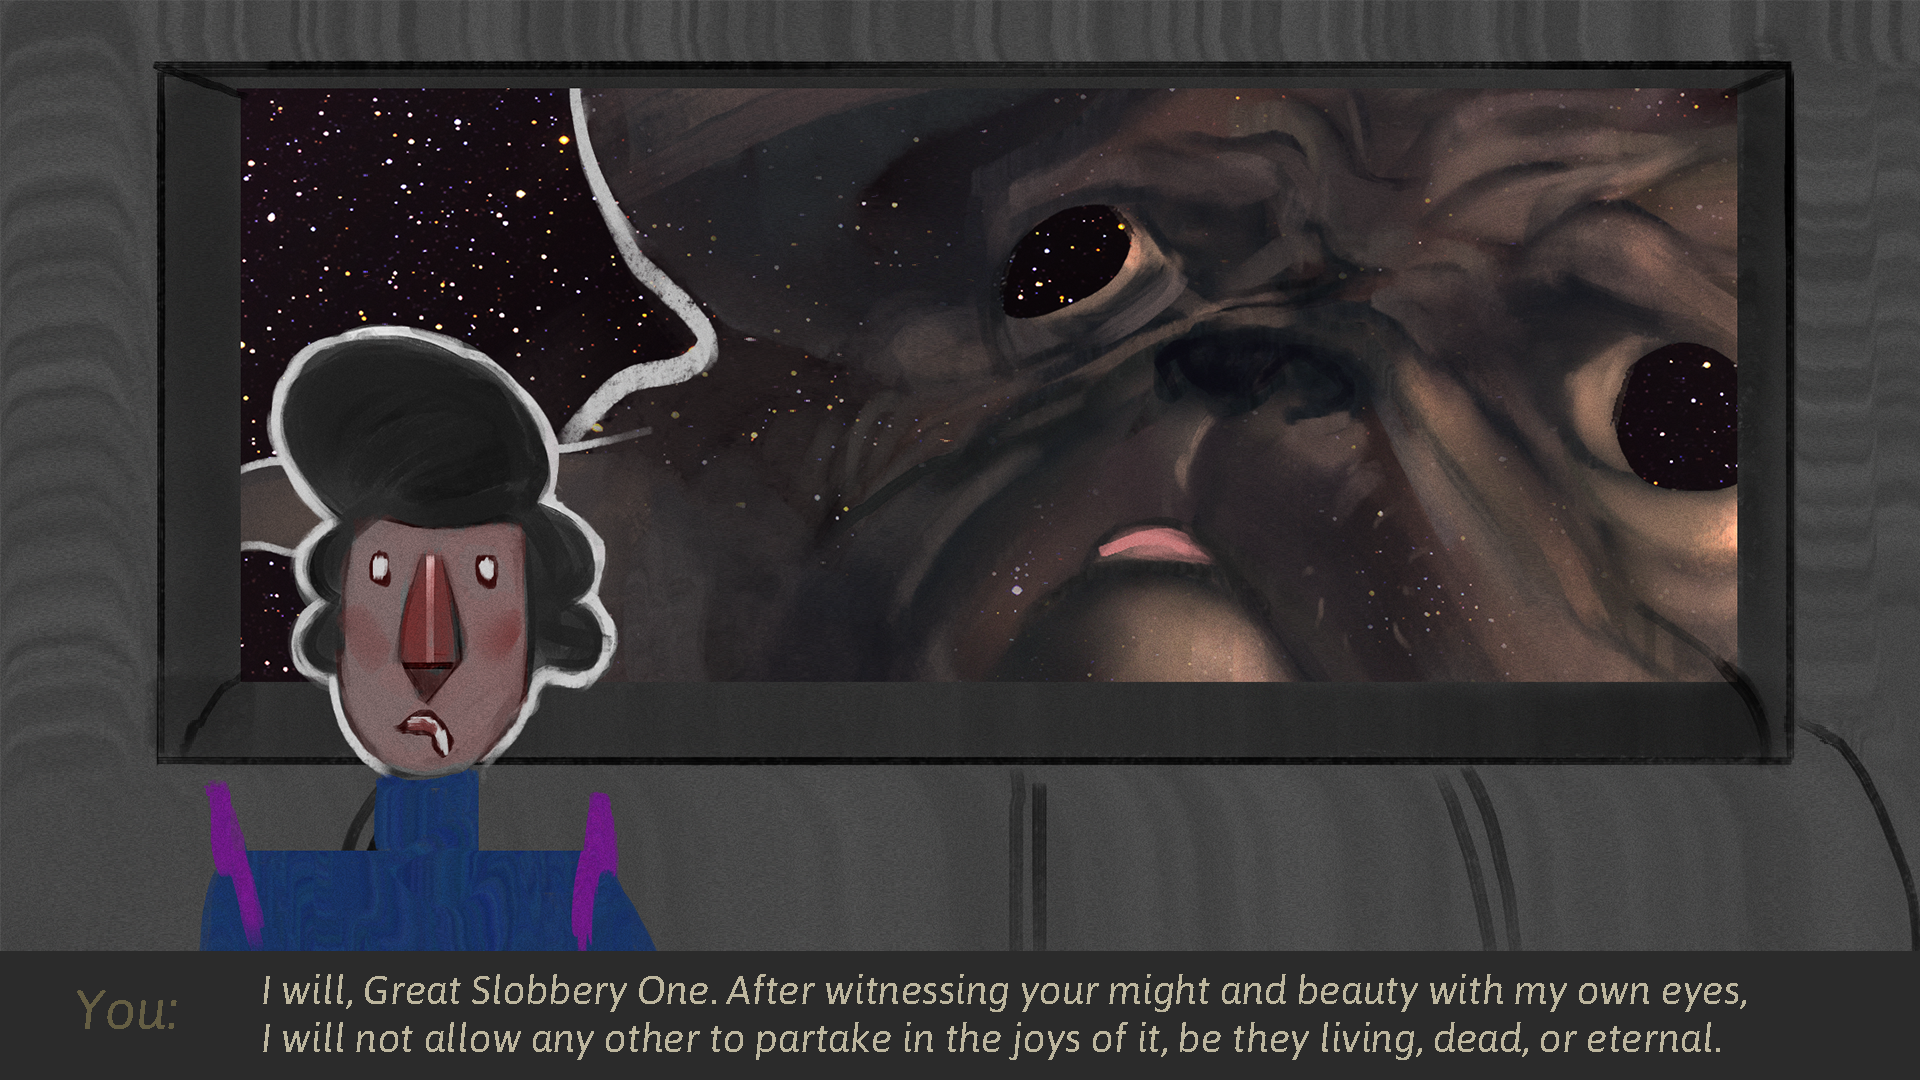 You:
I will, Great Slobbery One. After witnessing your might and beauty with my own eyes,
I will not allow any other to partake in the joys of it, be they living, dead, or eternal.